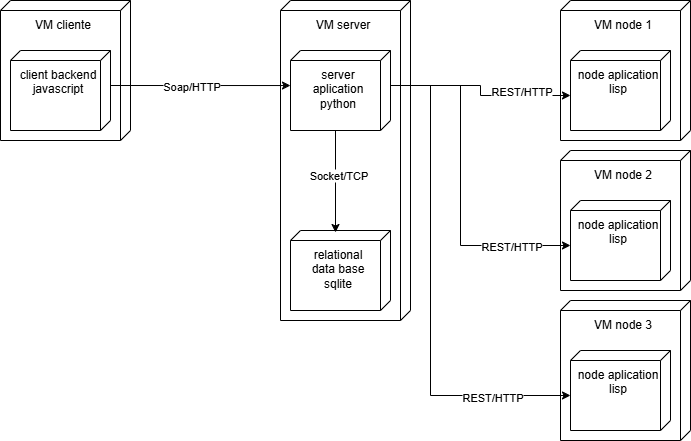 VM cliente
client backend
javascript
Soap/HTTP
VM server
server
aplication
python
Socket/TCP
relational
data base
sqlite
REST/HTTP
VM node 1
node aplication
lisp
REST/HTTP
VM node 2
node aplication
lisp
REST/HTTP
VM node 3
node aplication
lisp